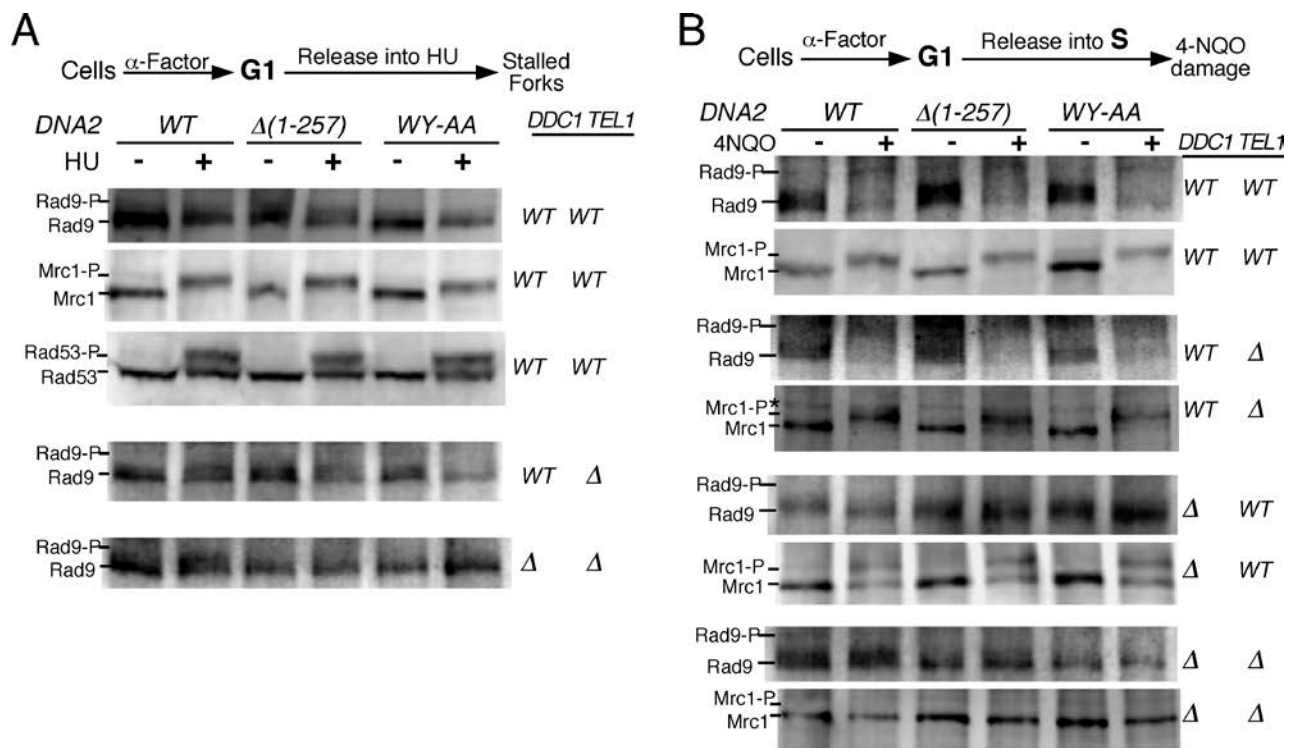 A
Cells α-Factor G1 Release into HU Stalled Forks
DNA2 WT Δ(1-257) WY-AA DDC1 TEL1
HU - + - + - +
Rad9-P
Rad9 WT WT
Mrc1-P
Mrc1 WT WT
Rad53-P
Rad53 WT WT
Rad9-P
Rad9 WT Δ
Rad9-P
Rad9 Δ Δ
B
Cells α-Factor G1 Release into S 4-NQO damage
DNA2 WT Δ(1-257) WY-AA
4NQO - + - + - + DDC1 TEL1
Rad9-P
Rad9 WT WT
Mrc1-P
Mrc1 WT WT
Rad9-P
Rad9 WT Δ
Mrc1-P*
Mrc1 WT Δ
Rad9-P
Rad9 Δ WT
Mrc1-P
Mrc1 Δ WT
Rad9-P
Rad9 Δ Δ
Mrc1-P
Mrc1 Δ Δ